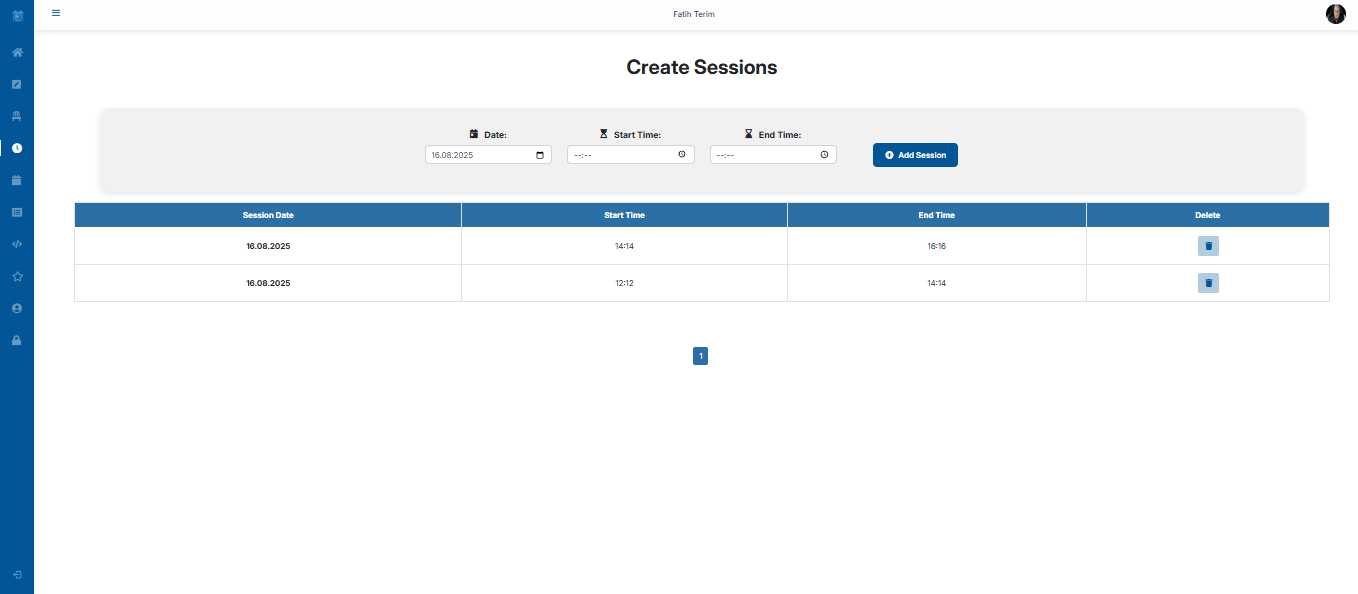 Fatih Terim
Create Sessions
Date: Start Time: End Time:
16.08.2025 --:-- --:-- Add Session
Session Date Start Time End Time Delete
16.08.2025 14:14 16:16
16.08.2025 12:12 14:14
1